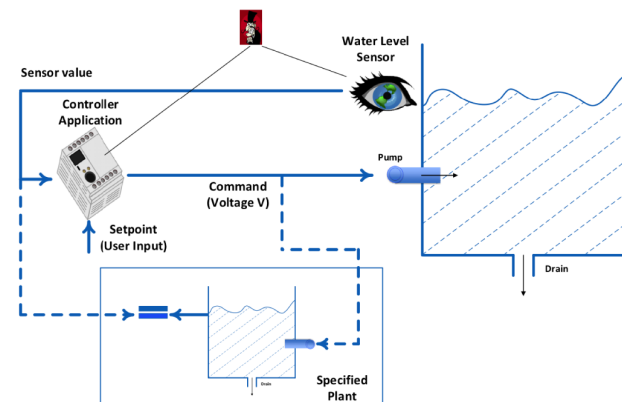 Water Level
Sensor
Sensor value
Controller
Application
Pump
Command
(Voltage V)
Setpoint
(User Input)
Drain
Drain
Specified
Plant